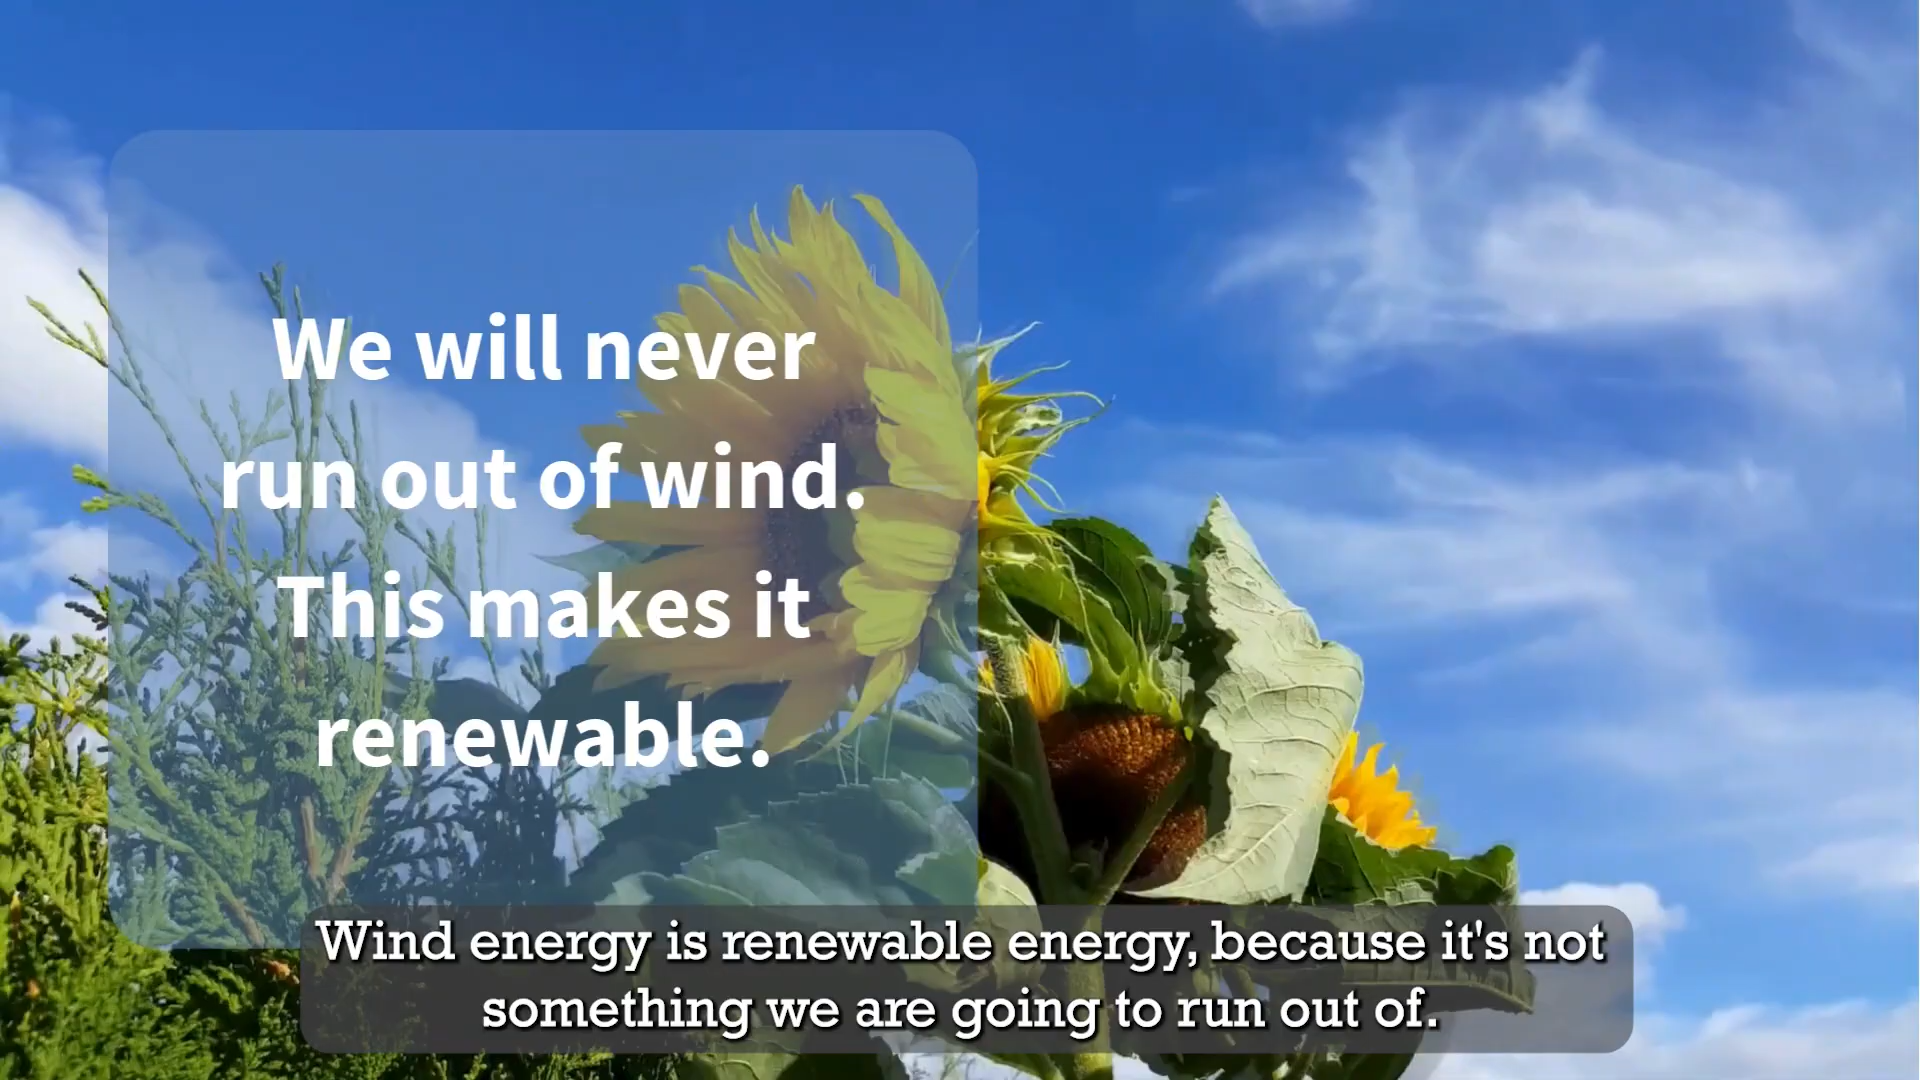 We will never
run out of wind.
This makes it
renewable.
Wind energy is renewable energy, because it's not
something we are going to run out of.